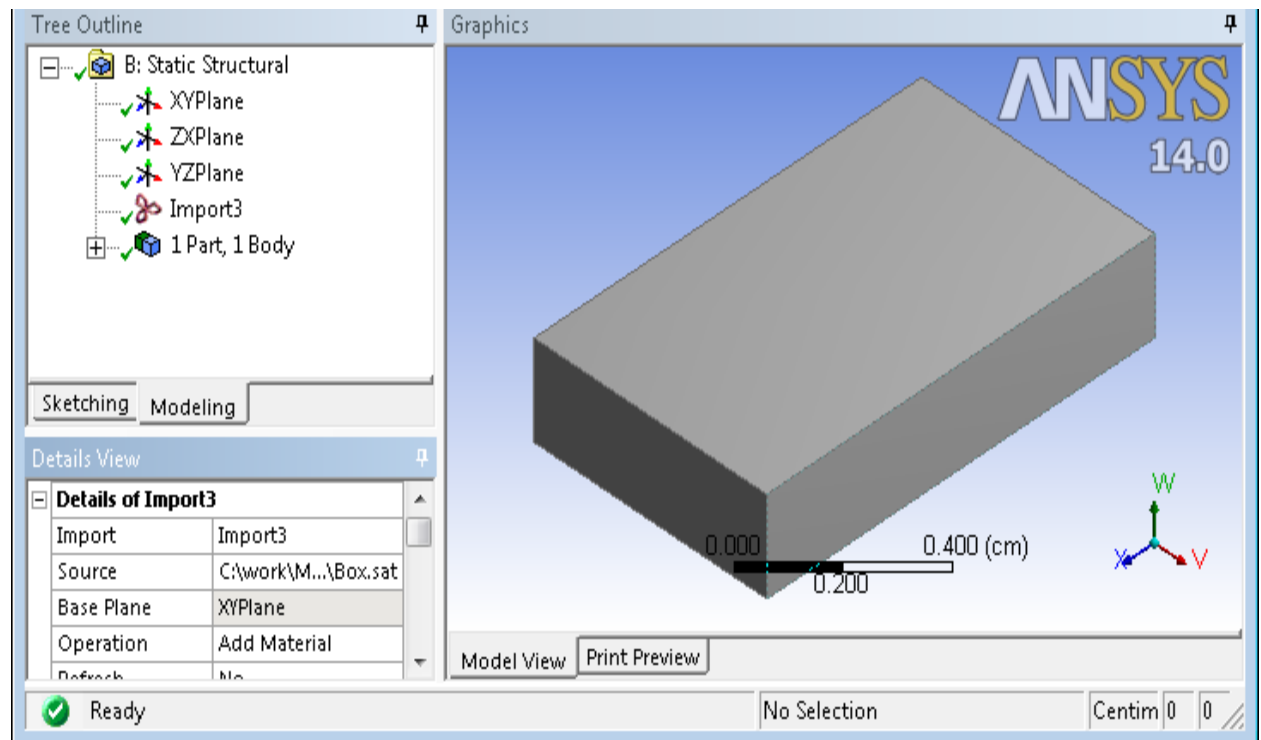 Tree Outline
B: Static Structural
XYPlane
ZXPlane
YZPlane
Import3
1 Part, 1 Body
Sketching Modeling
Details View
Details of Import3
Import Import3
Source C:\work\M...\Box.sat
Base Plane XYPlane
Operation Add Material
Refresh No
Graphics
ANSYS
14.0
W
X V
0.000 0.400 (cm)
0.200
Model View Print Preview
Ready No Selection Centim 0 0